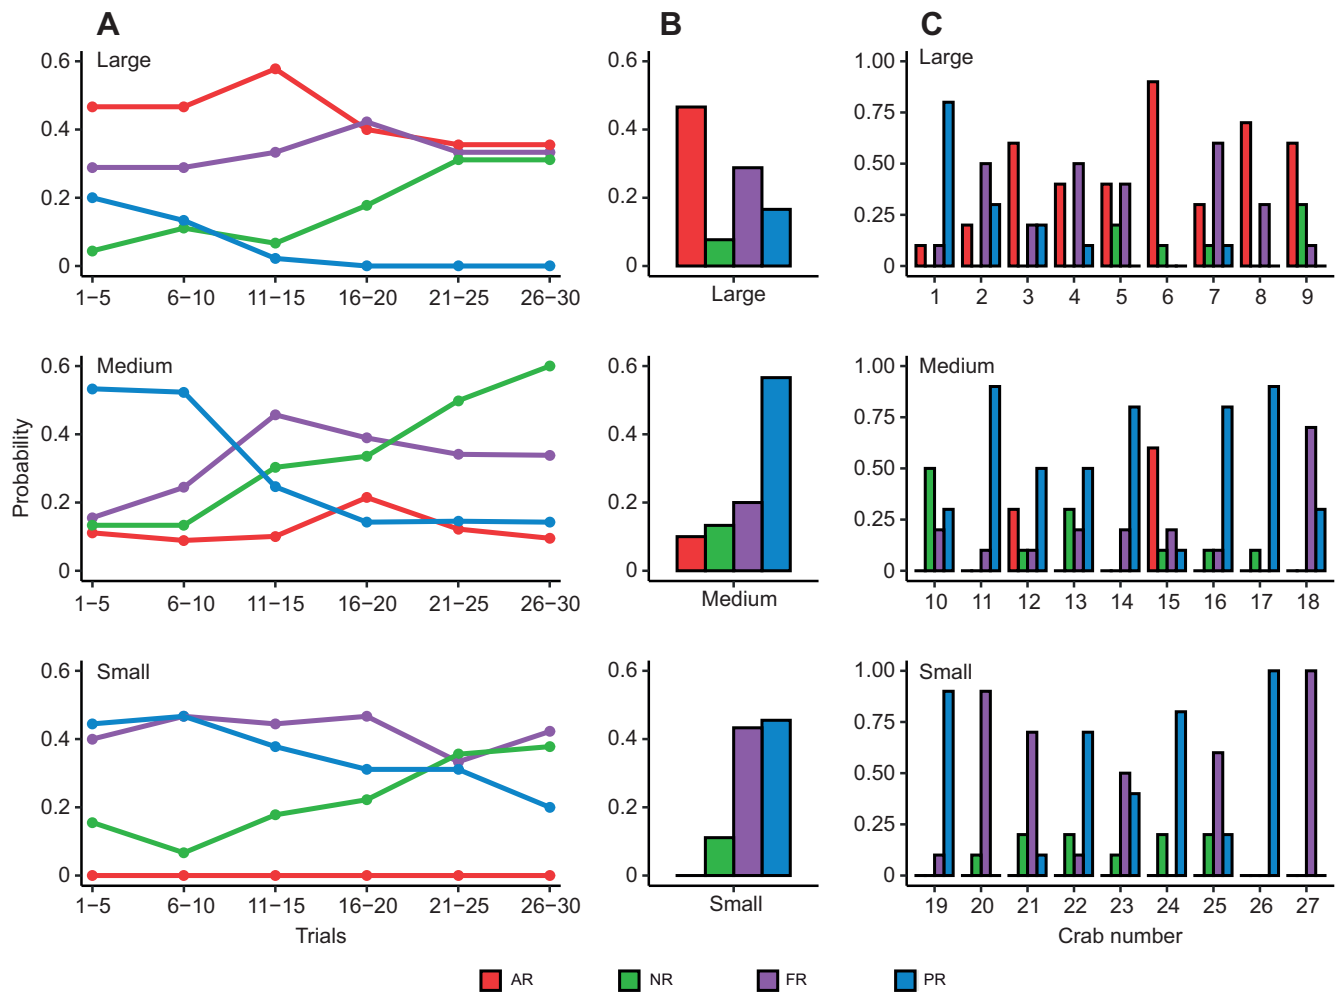 A
B
C
Large
0.6
0.4
0.2
0
1–5 6–10 11–15 16–20 21–25 26–30
0.6
0.4
0.2
0
Large
Large
1.00
0.75
0.50
0.25
0
1 2 3 4 5 6 7 8 9
Probability
Medium
0.6
0.4
0.2
0
1–5 6–10 11–15 16–20 21–25 26–30
0.6
0.4
0.2
0
Medium
Medium
1.00
0.75
0.50
0.25
0
10 11 12 13 14 15 16 17 18
Small
0.6
0.4
0.2
0
1–5 6–10 11–15 16–20 21–25 26–30
Trials
0.6
0.4
0.2
0
Small
Small
1.00
0.75
0.50
0.25
0
19 20 21 22 23 24 25 26 27
Crab number
AR NR FR PR